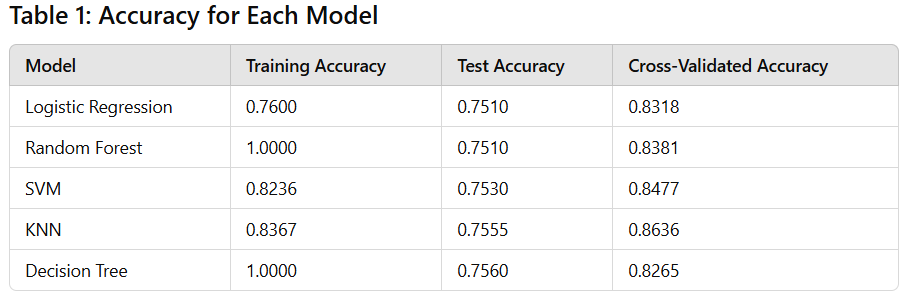 Table 1: Accuracy for Each Model
Model Training Accuracy Test Accuracy Cross-Validated Accuracy
Logistic Regression 0.7600 0.7510 0.8318
Random Forest 1.0000 0.7510 0.8381
SVM 0.8236 0.7530 0.8477
KNN 0.8367 0.7555 0.8636
Decision Tree 1.0000 0.7560 0.8265